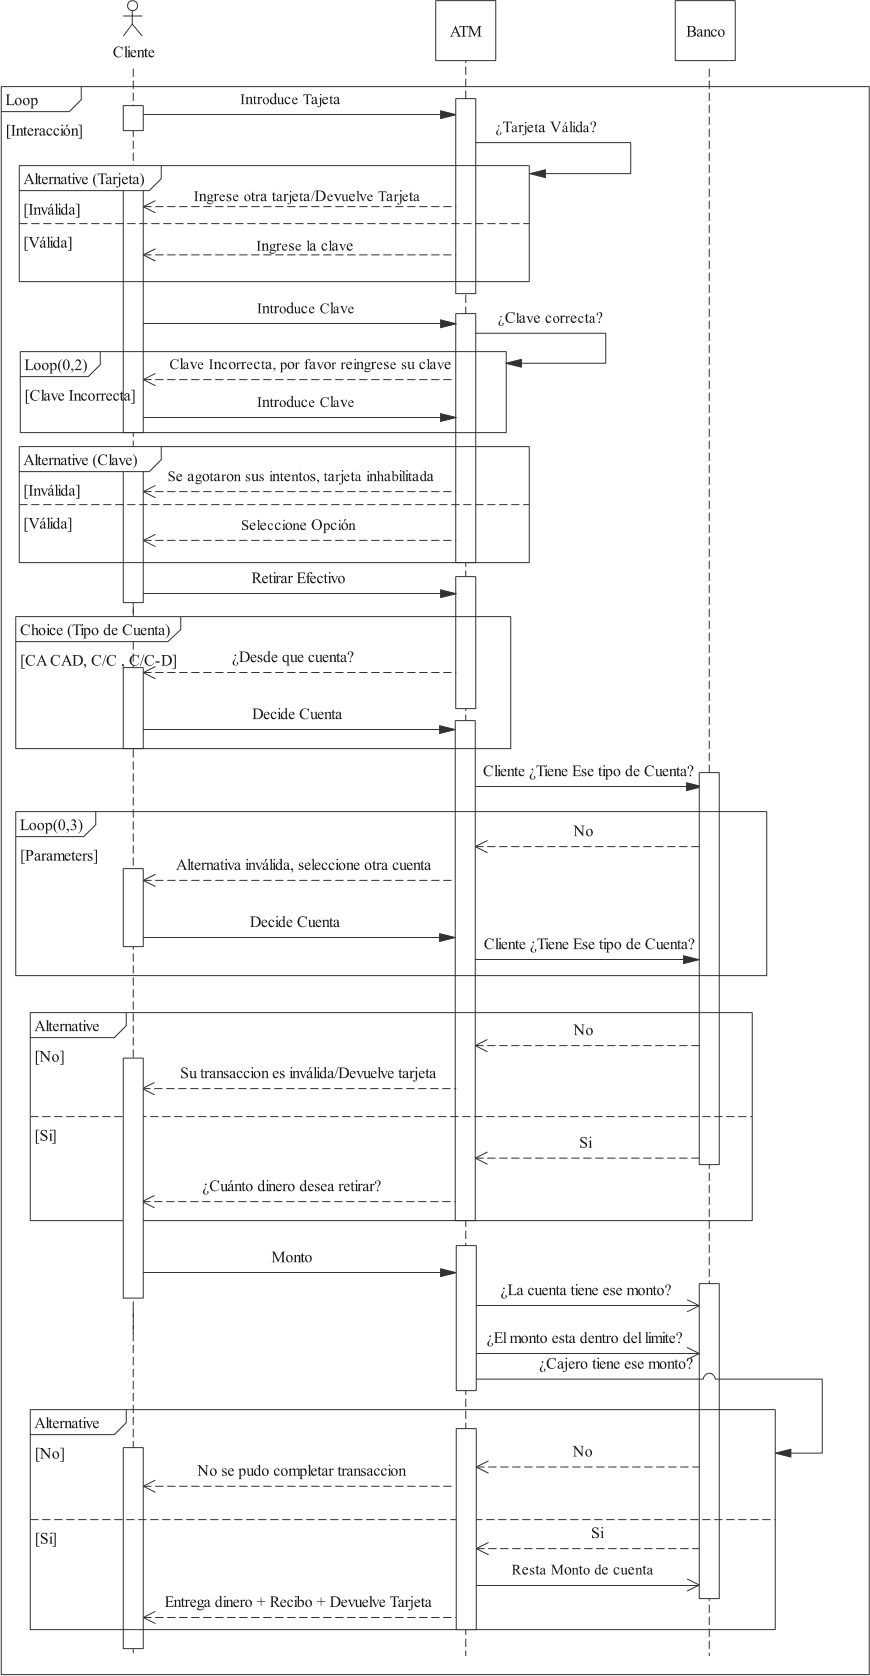 Cliente
ATM
Banco
Loop
[Interacción]
Introduce Tajeta
¿Tarjeta Válida?
Alternative (Tarjeta)
[Inválida]
Ingrese otra tarjeta/Devuelve Tarjeta
[Válida]
Ingrese la clave
Introduce Clave
¿Clave correcta?
Loop(0,2)
Clave Incorrecta, por favor reingrese su clave
[Clave Incorrecta]
Introduce Clave
Alternative (Clave)
[Inválida]
Se agotaron sus intentos, tarjeta inhabilitada
[Válida]
Seleccione Opción
Retirar Efectivo
Choice (Tipo de Cuenta)
[CA CAD, C/C , C/C-D]
¿Desde que cuenta?
Decide Cuenta
Cliente ¿Tiene Ese tipo de Cuenta?
Loop(0,3)
No
[Parameters]
Alternativa inválida, seleccione otra cuenta
Decide Cuenta
Cliente ¿Tiene Ese tipo de Cuenta?
Alternative
No
[No]
Su transaccion es inválida/Devuelve tarjeta
[Si]
Si
¿Cuánto dinero desea retirar?
Monto
¿La cuenta tiene ese monto?
¿El monto esta dentro del limite?
¿Cajero tiene ese monto?
Alternative
[No]
No
No se pudo completar transaccion
[Si]
Si
Resta Monto de cuenta
Entrega dinero + Recibo + Devuelve Tarjeta